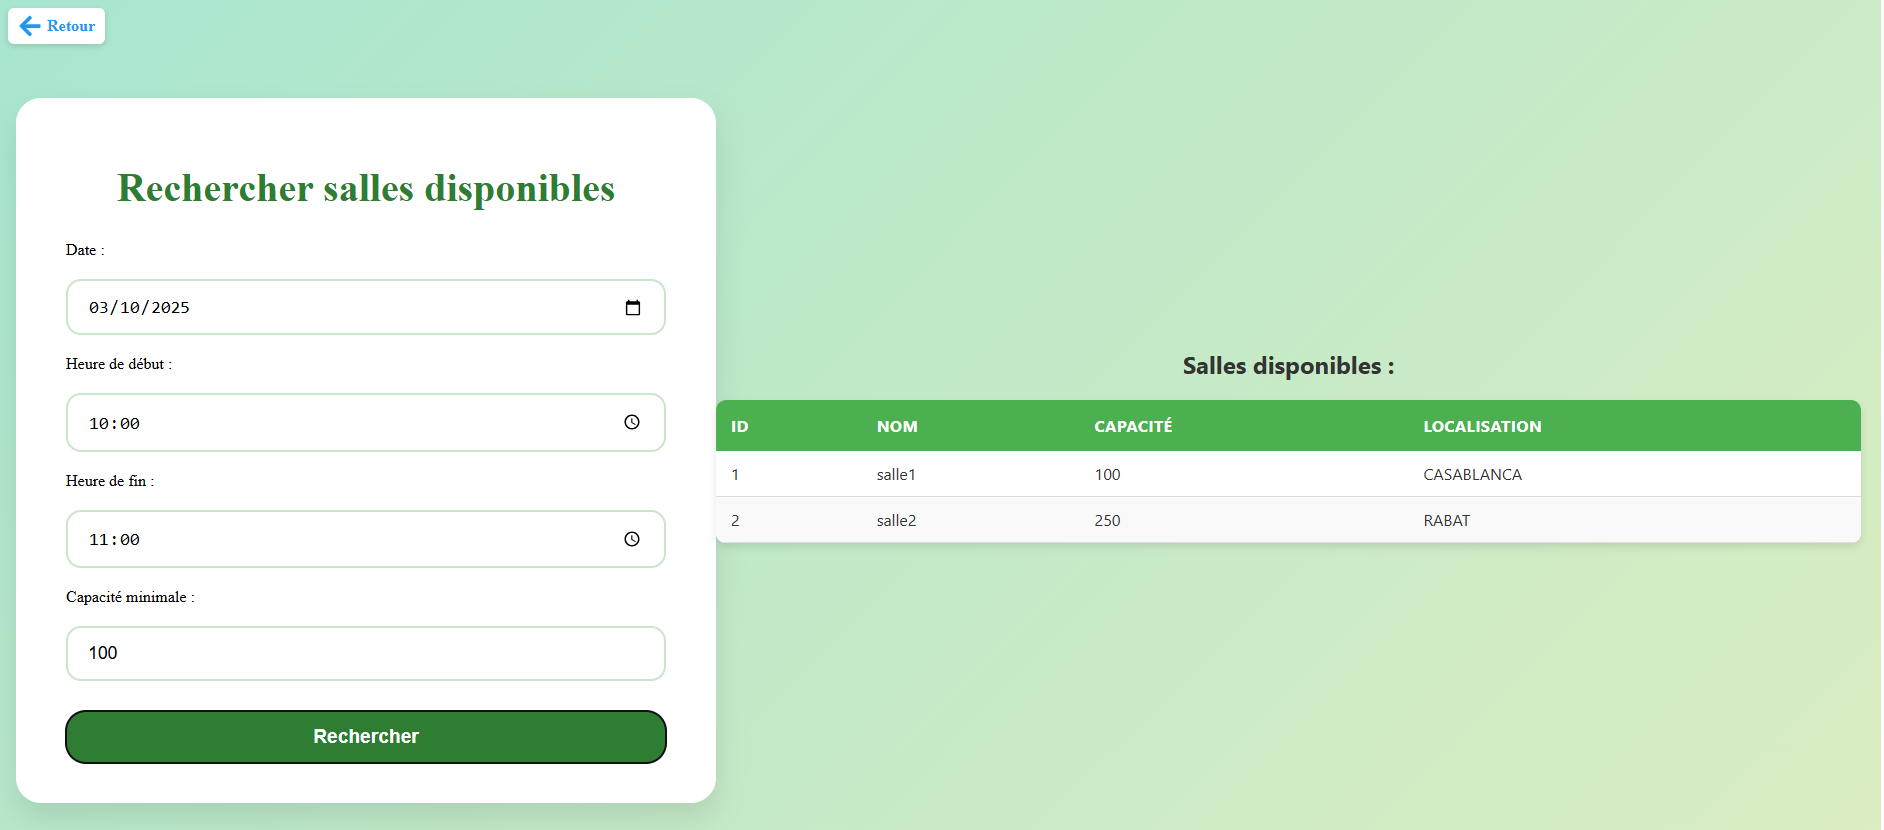 Retour
Rechercher salles disponibles
Date :
03/10/2025
Heure de début :
10:00
Heure de fin :
11:00
Capacité minimale :
100
Rechercher
Salles disponibles :
ID NOM CAPACITÉ LOCALISATION
1 salle1 100 CASABLANCA
2 salle2 250 RABAT